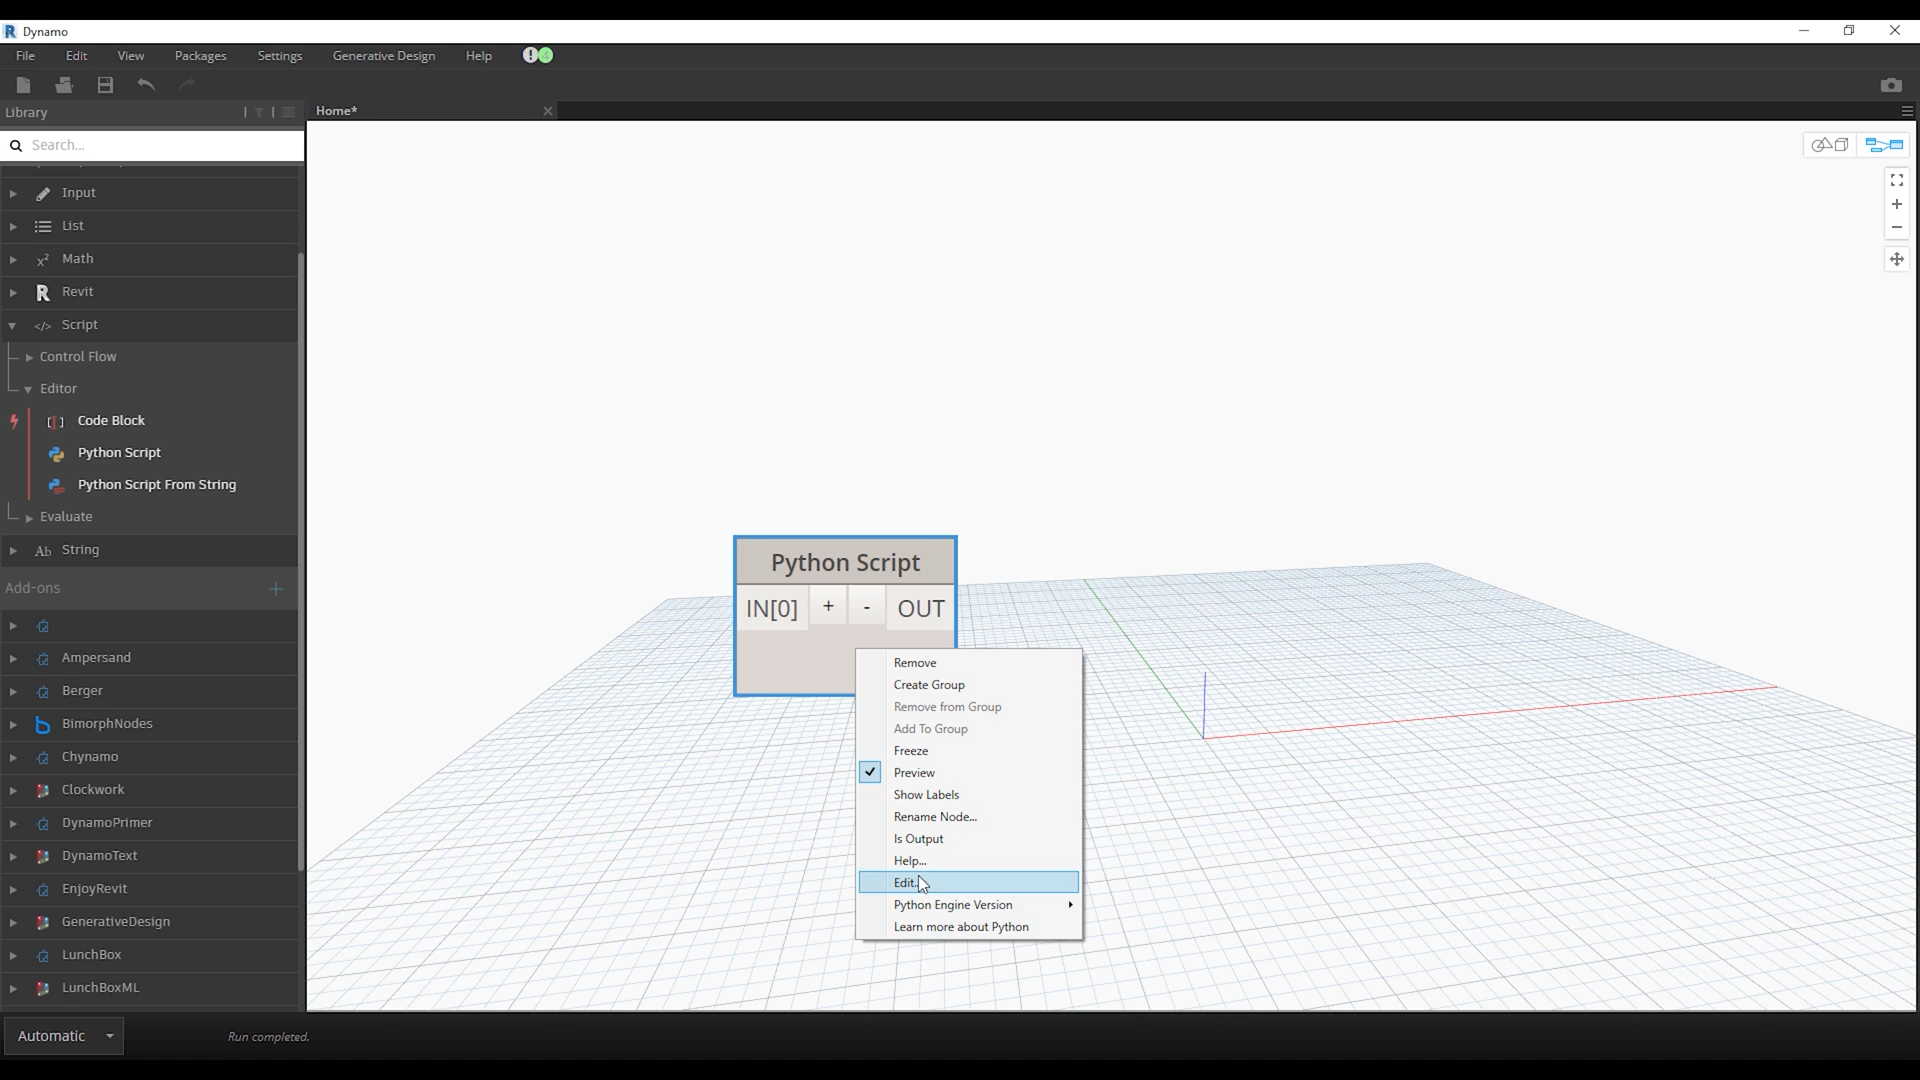 Dynamo
File Edit View Packages Settings Generative Design Help
Library
Home*
Search...
Input
List
Math
Revit
Script
Control Flow
Editor
Code Block
Python Script
Python Script From String
Evaluate
String
Add-ons
Ampersand
Berger
BimorphNodes
Chynamo
Clockwork
DynamoPrimer
DynamoText
EnjoyRevit
GenerativeDesign
LunchBox
LunchBoxML
Python Script
IN[0] + - OUT
Remove
Create Group
Remove from Group
Add To Group
Freeze
Preview
Show Labels
Rename Node...
Is Output
Help...
Edit...
Python Engine Version
Learn more about Python
Automatic
Run completed.